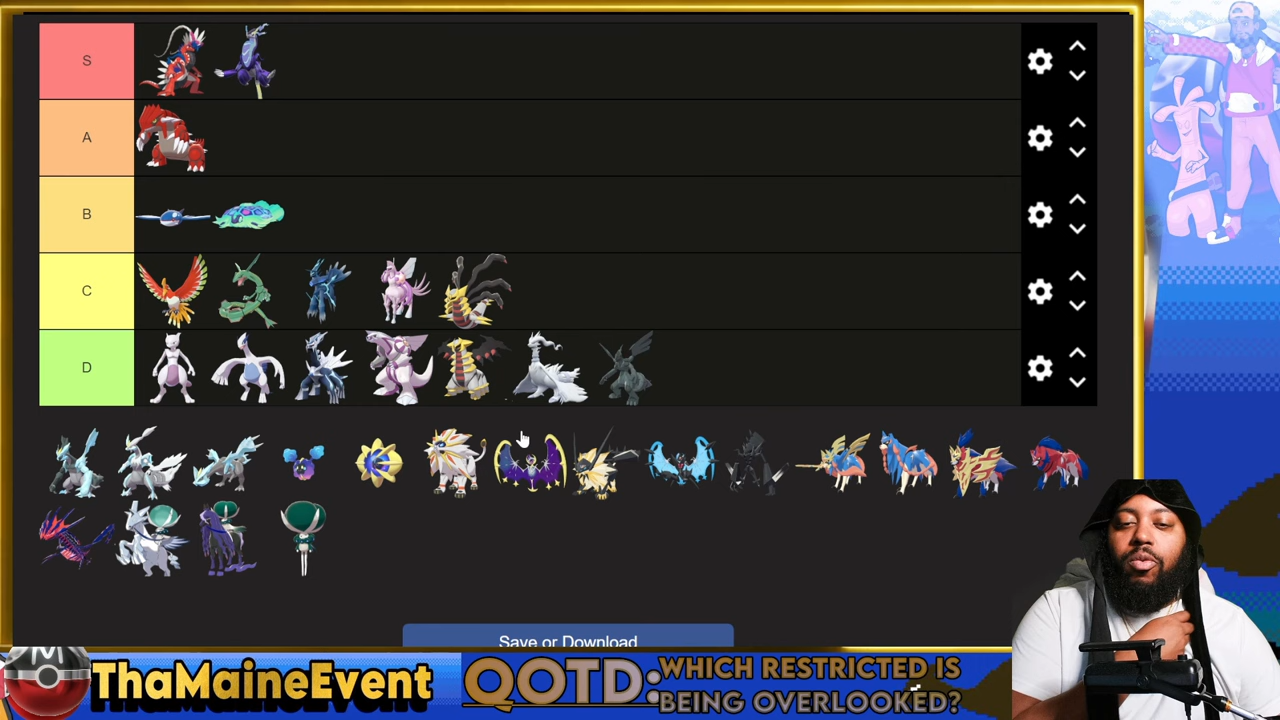 S
A
B
C
D
Save or Download
M
ThaMaineEvent
QOTD: WHICH RESTRICTED IS
BEING OVERLOOKED?